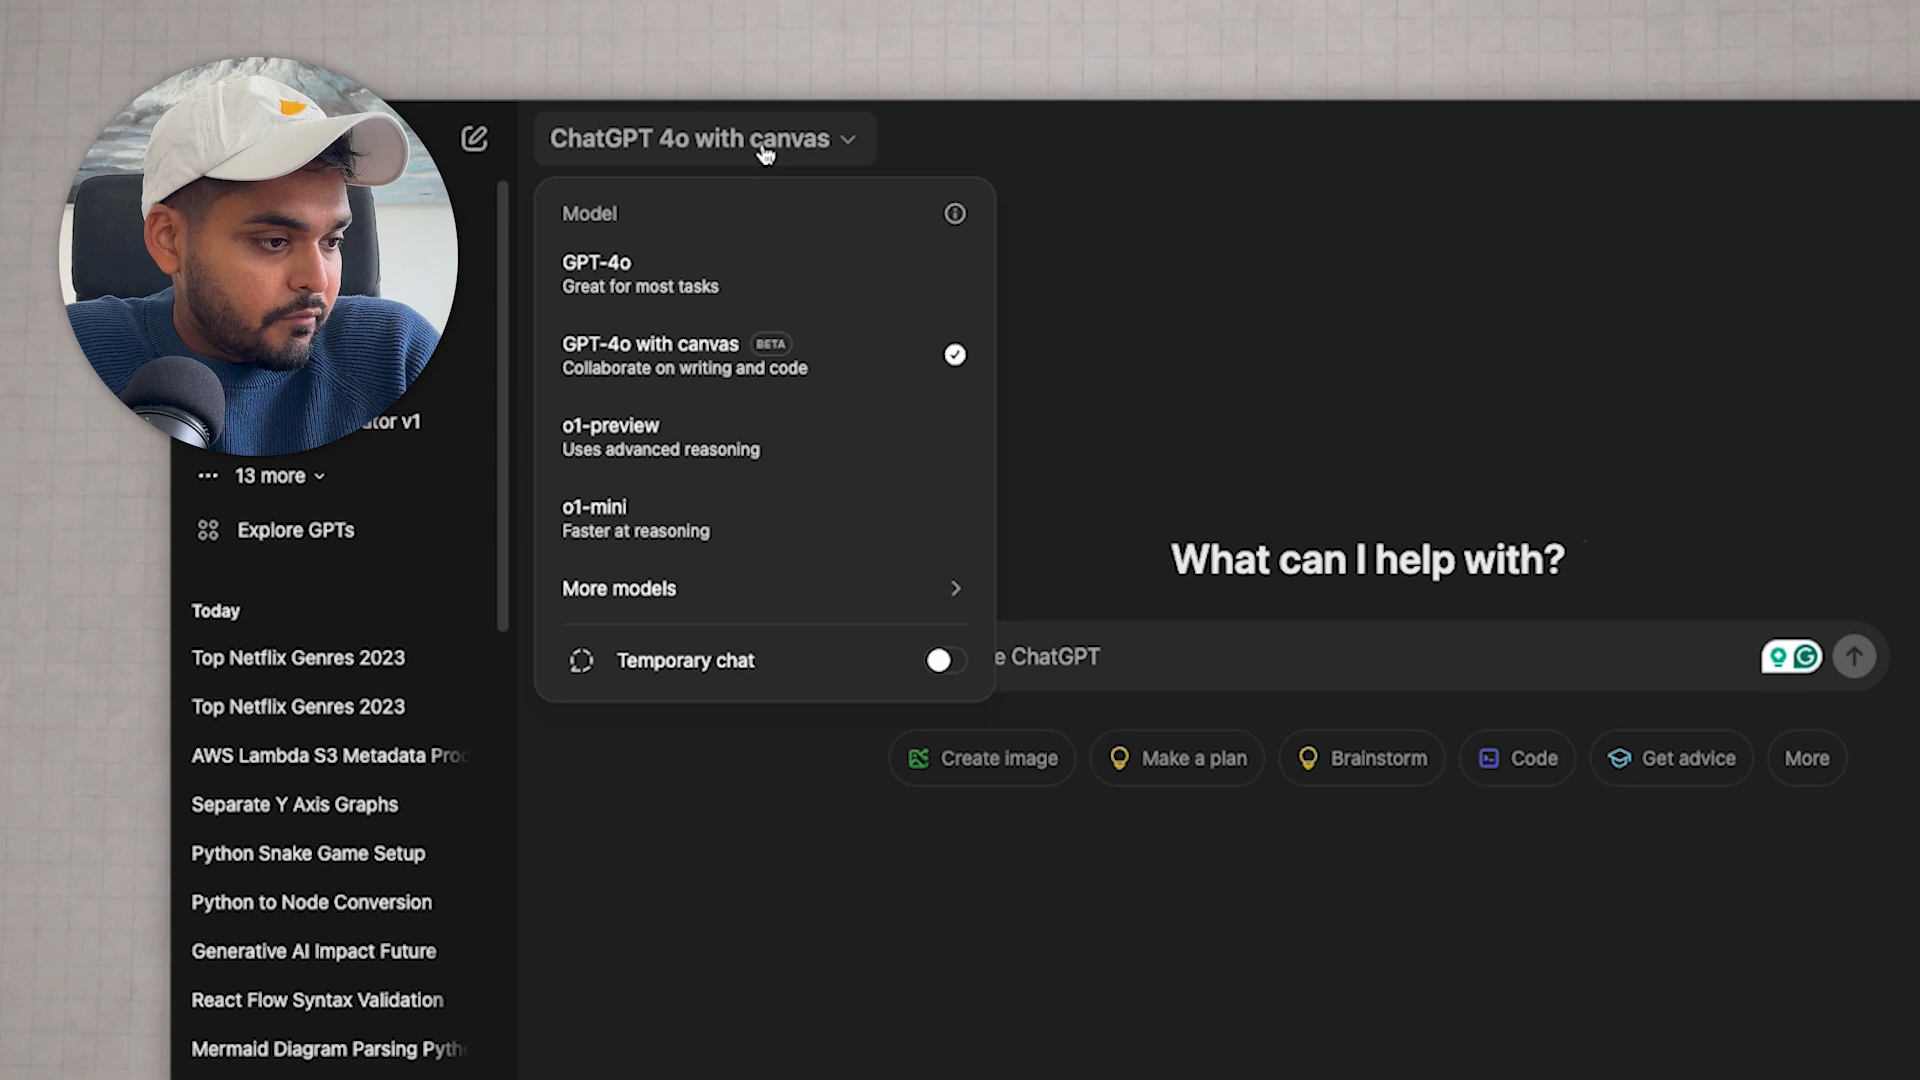 ChatGPT 4o with canvas
Model
GPT-4o
Great for most tasks
GPT-4o with canvas BETA
Collaborate on writing and code
o1-preview
Uses advanced reasoning
o1-mini
Faster at reasoning
More models
Temporary chat
v1
13 more
Explore GPTs
Today
Top Netflix Genres 2023
Top Netflix Genres 2023
AWS Lambda S3 Metadata
Separate Y Axis Graphs
Python Snake Game Setup
Python to Node Conversion
Generative AI Impact Future
React Flow Syntax Validation
Mermaid Diagram Parsing
What can I help with?
ChatGPT
Create image
Make a plan
Brainstorm
Code
Get advice
More